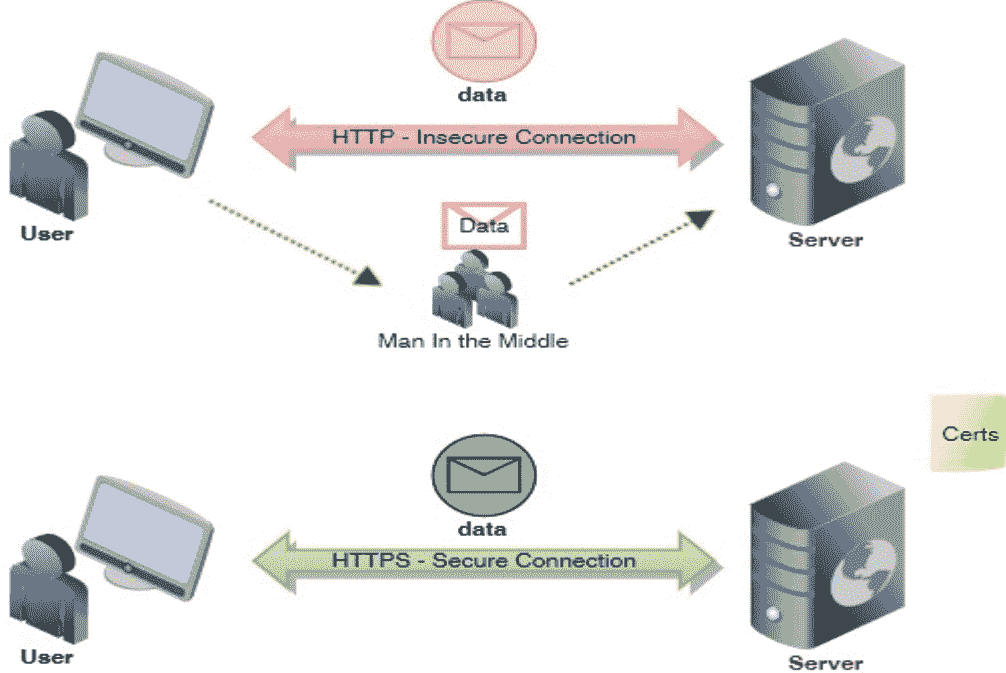 data
HTTP - Insecure Connection
User
Data
Server
Man In the Middle
Certs
data
HTTPS - Secure Connection
User
Server